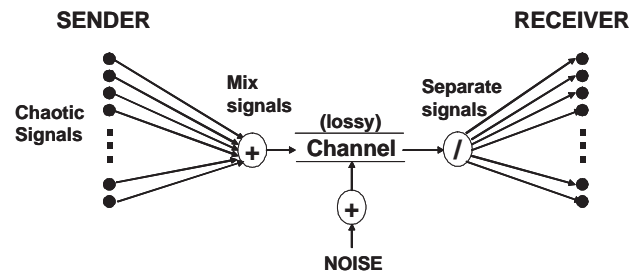 SENDER
RECEIVER
Mix
signals
Separate
signals
Chaotic
Signals
(lossy)
Channel
+
/
+
NOISE